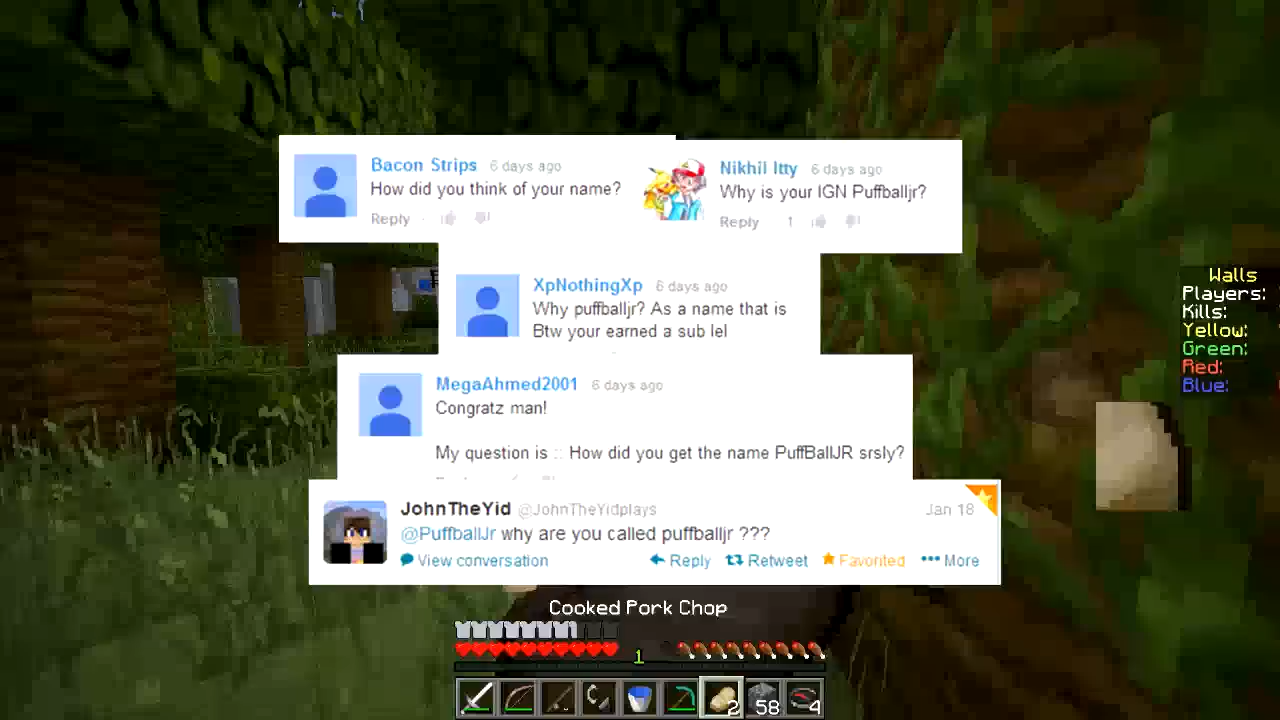 Bacon Strips 6 days ago
How did you think of your name?
Reply
Nikhil Itty 6 days ago
Why is your IGN Puffballjr?
Reply 1
XpNothingXp 6 days ago
Why puffballjr? As a name that is
Btw your earned a sub lel
MegaAhmed2001 6 days ago
Congratz man!
My question is :: How did you get the name PuffBallJR srsly?
JohnTheYid @JohnTheYidplays Jan 18
@PuffballJr why are you called puffballjr ???
View conversation Reply Retweet Favorited More
Walls
Players:
Kills:
Yellow:
Green:
Red:
Blue:
Cooked Pork Chop
1
2 58 4